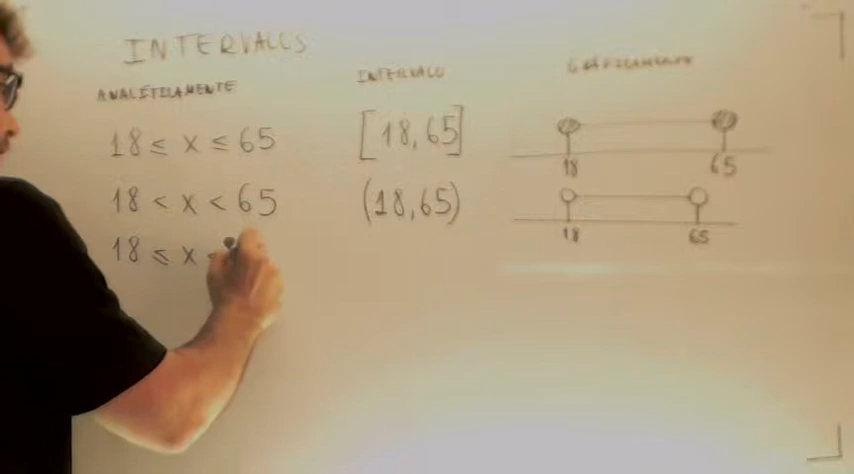 INTERVALOS
ANALÍTICAMENTE INTERVALO GRÁFICAMENTE
18 ≤ x ≤ 65 [18, 65] 18 65
18 < x < 65 (18, 65) 18 65
18 ≤ x